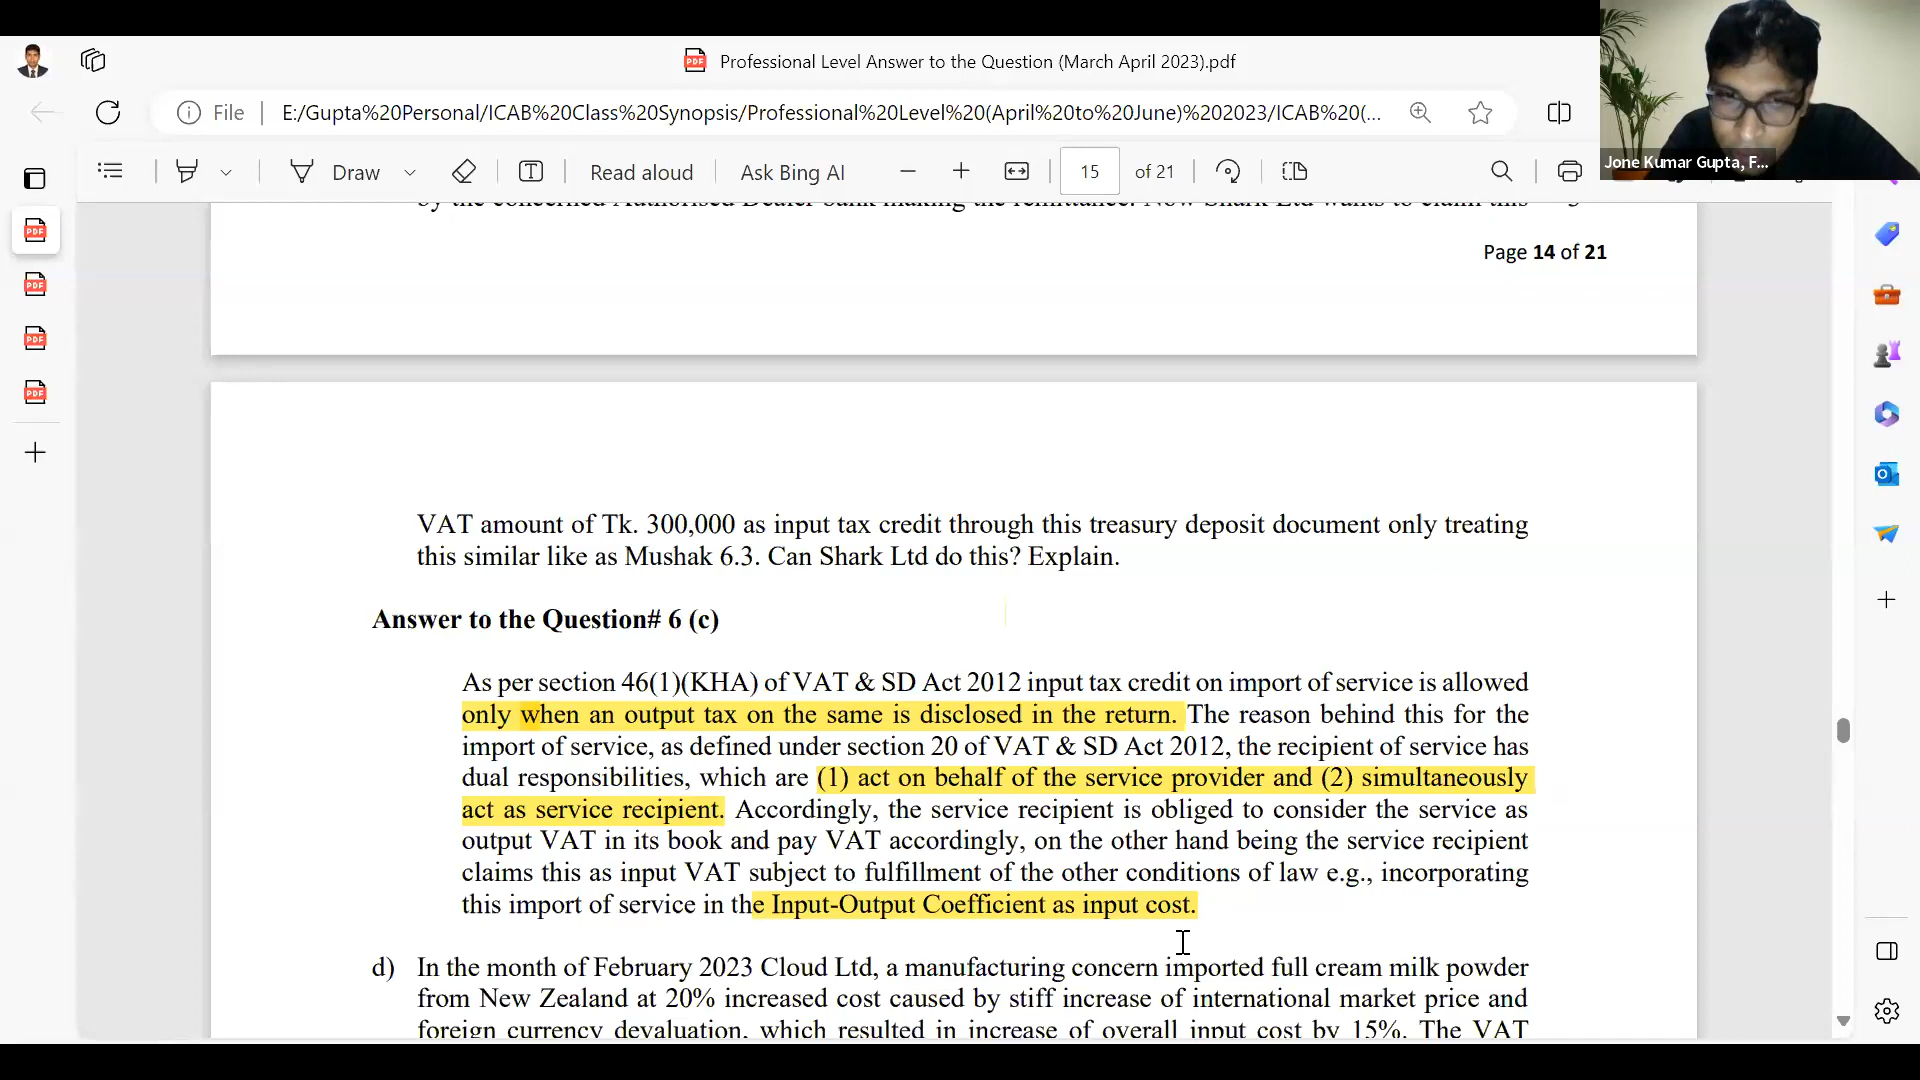 Professional Level Answer to the Question (March April 2023).pdf
File
E:/Gupta%20Personal/ICAB%20Class%20Synopsis/Professional%20Level%20(April%20to%20June)%202023/ICAB%20(...
Jone Kumar Gupta, F...
Draw
Read aloud
Ask Bing AI
15 of 21
by the concerned Authorised Dealer bank making the remittance. Now Shark Ltd wants to claim this
Page 14 of 21
VAT amount of Tk. 300,000 as input tax credit through this treasury deposit document only treating
this similar like as Mushak 6.3. Can Shark Ltd do this? Explain.
Answer to the Question# 6 (c)
As per section 46(1)(KHA) of VAT & SD Act 2012 input tax credit on import of service is allowed
only when an output tax on the same is disclosed in the return. The reason behind this for the
import of service, as defined under section 20 of VAT & SD Act 2012, the recipient of service has
dual responsibilities, which are (1) act on behalf of the service provider and (2) simultaneously
act as service recipient. Accordingly, the service recipient is obliged to consider the service as
output VAT in its book and pay VAT accordingly, on the other hand being the service recipient
claims this as input VAT subject to fulfillment of the other conditions of law e.g., incorporating
this import of service in the Input-Output Coefficient as input cost.
d) In the month of February 2023 Cloud Ltd, a manufacturing concern imported full cream milk powder
from New Zealand at 20% increased cost caused by stiff increase of international market price and
foreign currency devaluation, which resulted in increase of overall input cost by 15%. The VAT